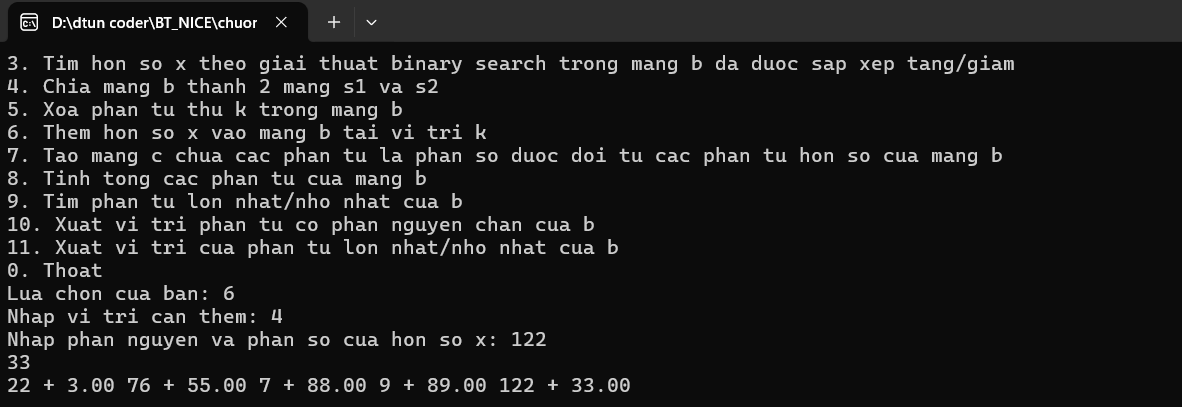 D:\dtun coder\BT_NICE\chuor
3. Tim hon so x theo giai thuat binary search trong mang b da duoc sap xep tang/giam
4. Chia mang b thanh 2 mang s1 va s2
5. Xoa phan tu thu k trong mang b
6. Them hon so x vao mang b tai vi tri k
7. Tao mang c chua cac phan tu la phan so duoc doi tu cac phan tu hon so cua mang b
8. Tinh tong cac phan tu cua mang b
9. Tim phan tu lon nhat/nho nhat cua b
10. Xuat vi tri phan tu co phan nguyen chan cua b
11. Xuat vi tri cua phan tu lon nhat/nho nhat cua b
0. Thoat
Lua chon cua ban: 6
Nhap vi tri can them: 4
Nhap phan nguyen va phan so cua hon so x: 122
33
22 + 3.00 76 + 55.00 7 + 88.00 9 + 89.00 122 + 33.00